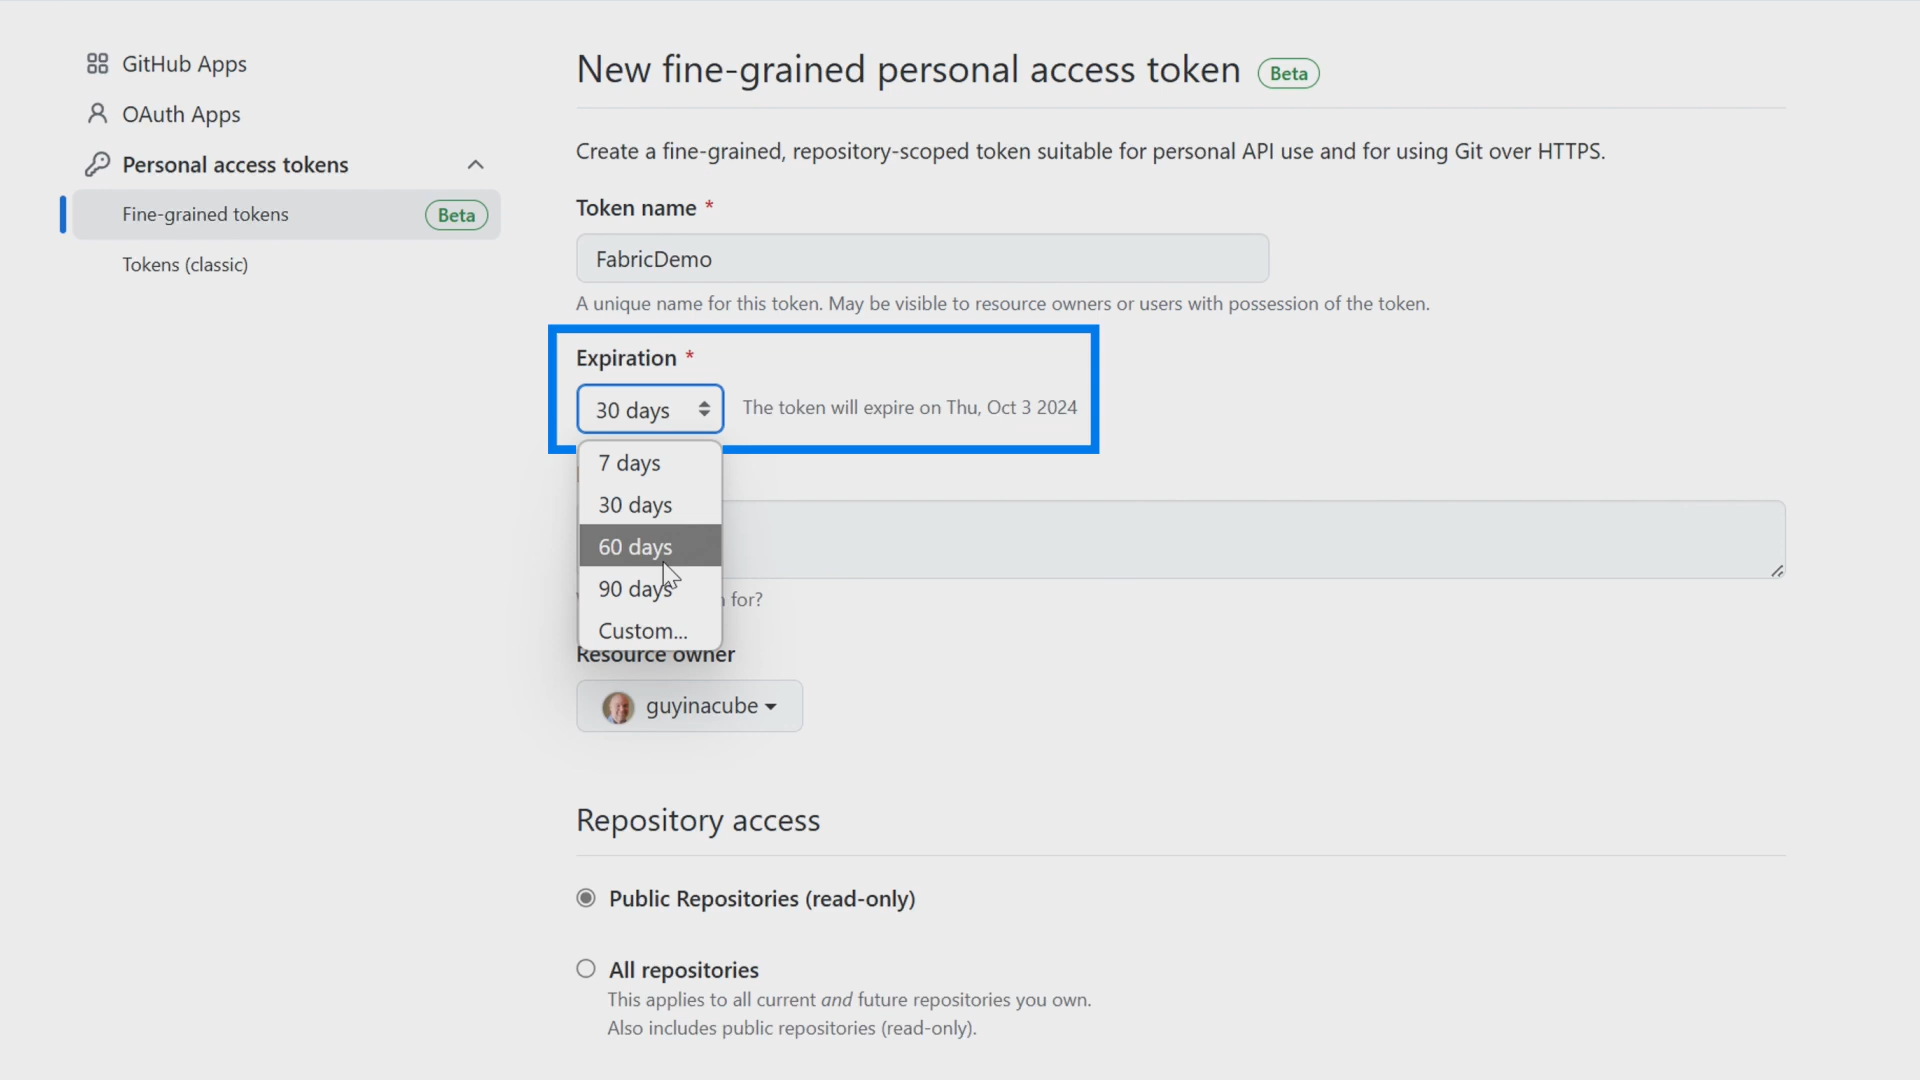 GitHub Apps
OAuth Apps
Personal access tokens
Fine-grained tokens Beta
Tokens (classic)
New fine-grained personal access token Beta
Create a fine-grained, repository-scoped token suitable for personal API use and for using Git over HTTPS.
Token name *
FabricDemo
A unique name for this token. May be visible to resource owners or users with possession of the token.
Expiration *
30 days The token will expire on Thu, Oct 3 2024
7 days
30 days
60 days
90 days
for?
Custom...
Resource owner
guyinacube
Repository access
Public Repositories (read-only)
All repositories
This applies to all current and future repositories you own.
Also includes public repositories (read-only).